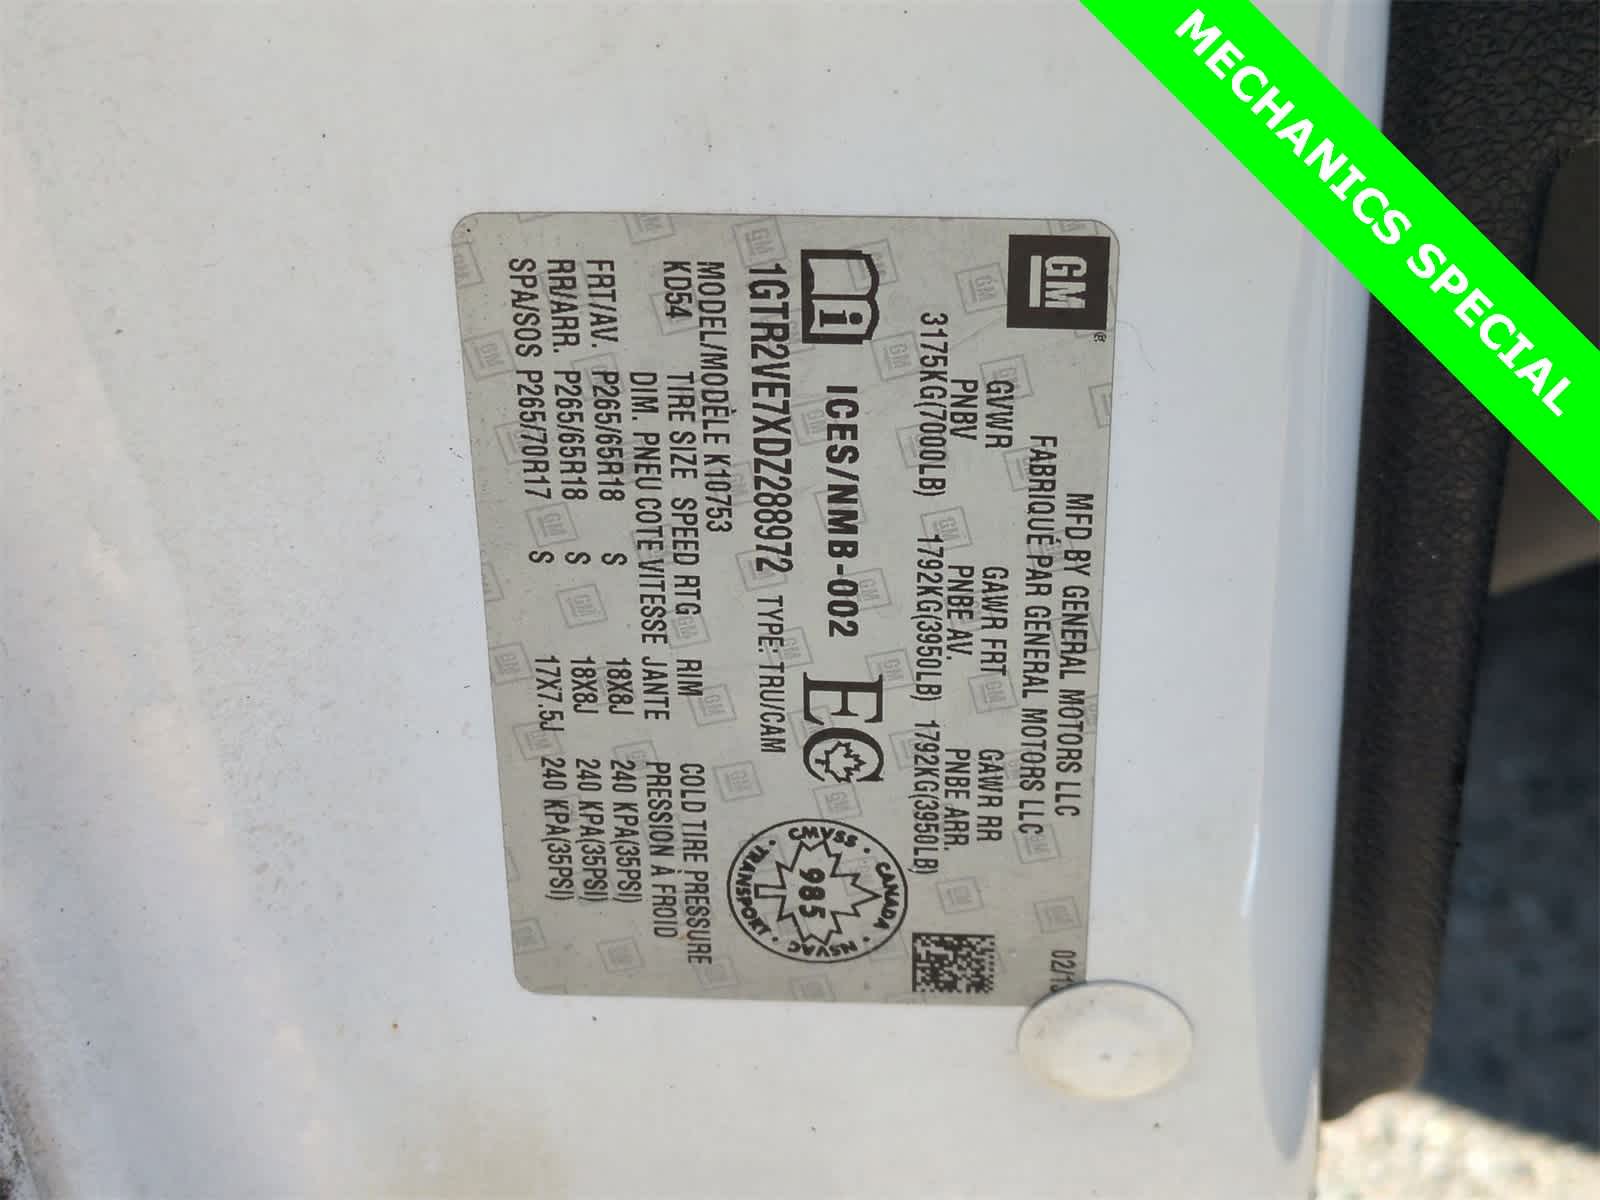 MECHANICS SPECIAL
GM
®
MFD BY GENERAL MOTORS LLC
FABRIQUÉ PAR GENERAL MOTORS LLC
GVWR GAWR FRT GAWR RR
PNBV PNBE AV. PNBE ARR.
3175KG(7000LB) 1792KG(3950LB) 1792KG(3950LB)
i ICES/NMB-002 EC
CMVSS · CANADA · NSVAC · TRANSPORT ·
985
1GTR2VE7XDZ288972 TYPE: TRU/CAM
MODEL/MODÈLE K10753
KD54 TIRE SIZE SPEED RTG RIM COLD TIRE PRESSURE
DIM. PNEU COTE VITESSE JANTE PRESSION À FROID
FRT/AV. P265/65R18 S 18X8J 240 KPA(35PSI)
RR/ARR. P265/65R18 S 18X8J 240 KPA(35PSI)
SPA/SOS P265/70R17 S 17X7.5J 240 KPA(35PSI)